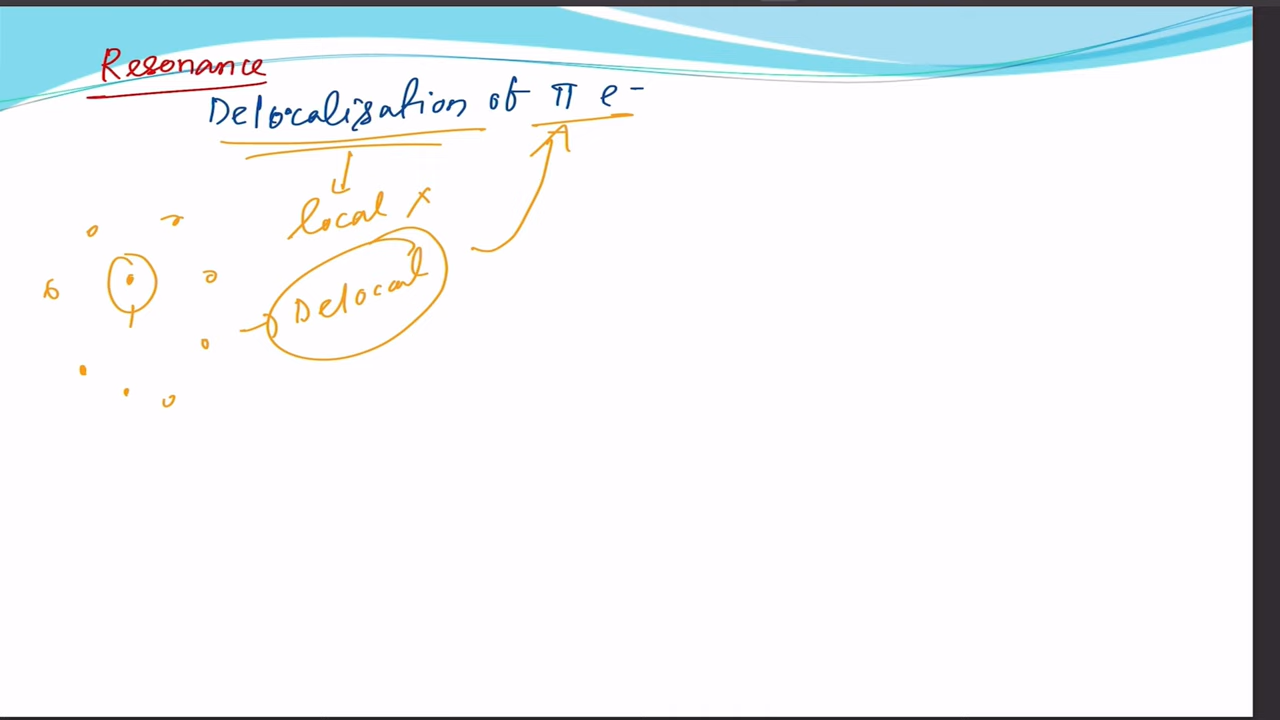 Resonance
Delocalisation of π e-
local ×
Delocal